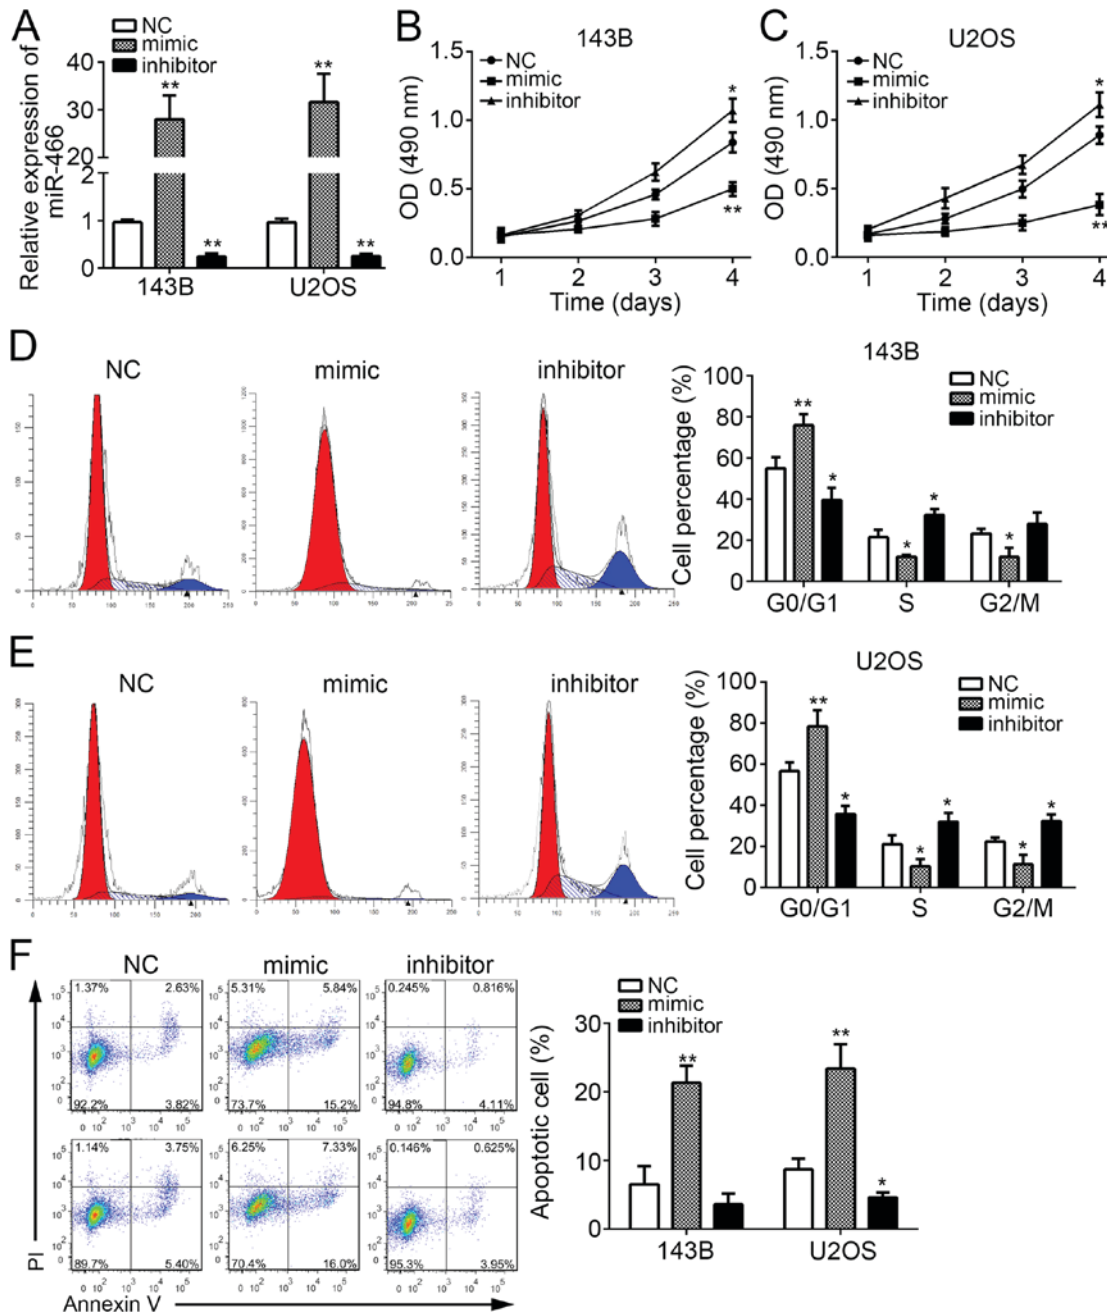 A
NC
mimic
inhibitor
Relative expression of
miR-466
40
30
20
2
1
0
**
**
**
**
143B
U2OS
B
143B
NC
mimic
inhibitor
OD (490 nm)
1.5
1.0
0.5
0.0
*
**
1 2 3 4
Time (days)
C
U2OS
NC
mimic
inhibitor
OD (490 nm)
1.5
1.0
0.5
0.0
*
**
1 2 3 4
Time (days)
D
NC
mimic
inhibitor
143B
NC
mimic
inhibitor
Cell percentage (%)
100
80
60
40
20
0
**
*
*
*
*
G0/G1 S G2/M
E
NC
mimic
inhibitor
U2OS
NC
mimic
inhibitor
Cell percentage (%)
100
80
60
40
20
0
**
*
*
*
*
*
G0/G1 S G2/M
F
NC
mimic
inhibitor
1.37% 2.63%
92.2% 3.82%
5.31% 5.84%
73.7% 15.2%
0.245% 0.816%
94.8% 4.11%
1.14% 3.75%
89.7% 5.40%
6.25% 7.33%
70.4% 16.0%
0.146% 0.625%
95.3% 3.95%
PI
Annexin V
NC
mimic
inhibitor
Apoptotic cell (%)
30
20
10
0
**
**
*
143B
U2OS